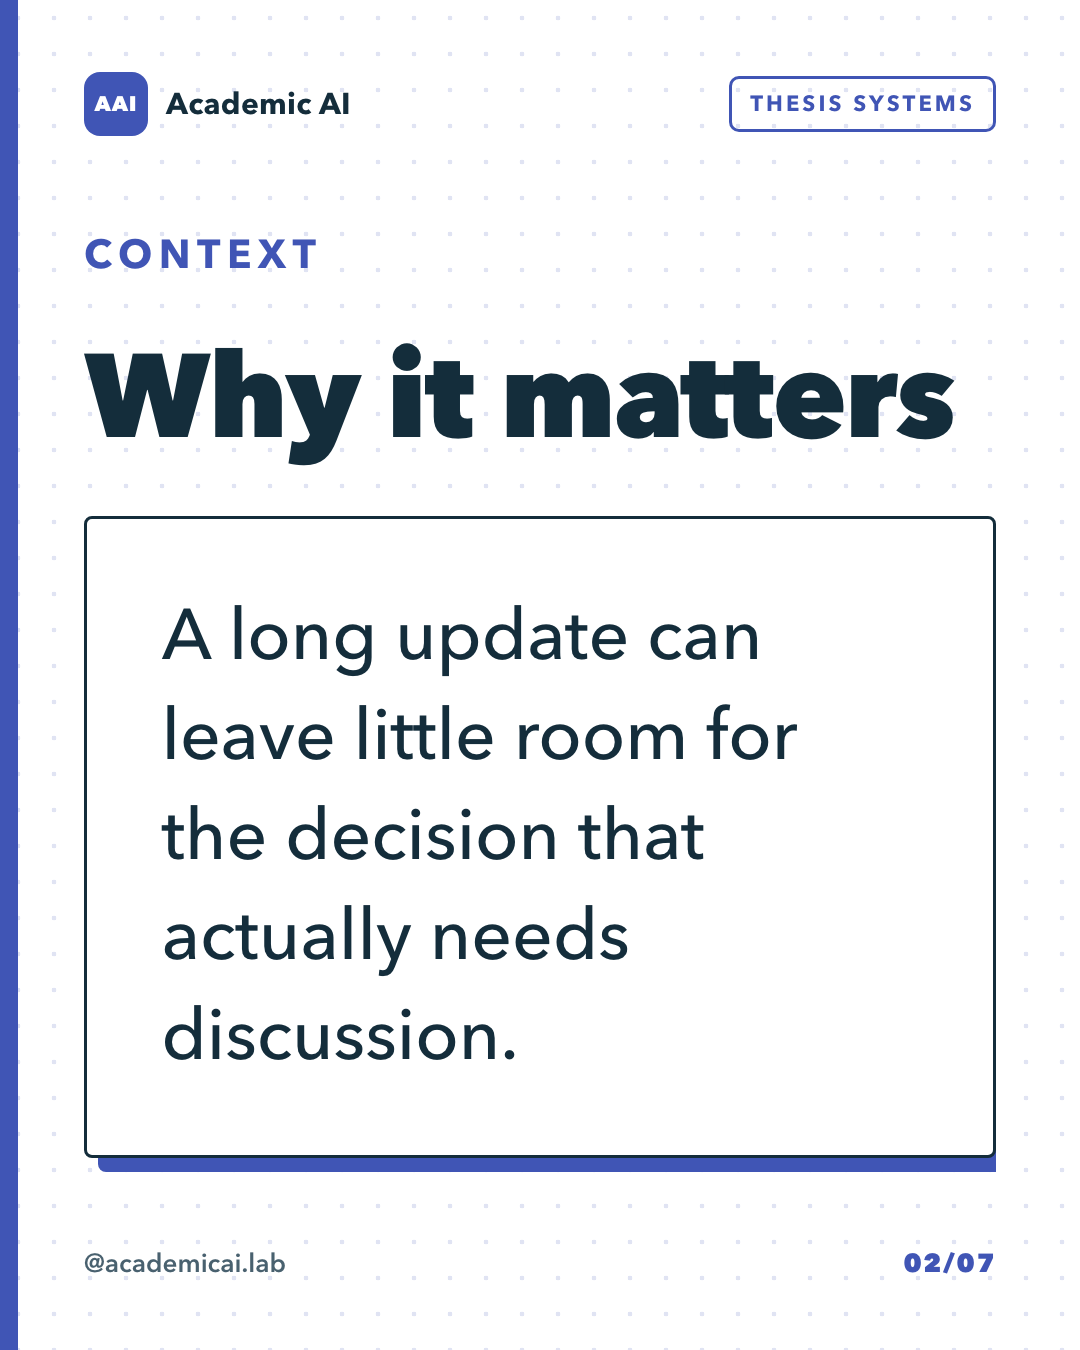 AAI Academic AI
THESIS SYSTEMS
CONTEXT
Why it matters
A long update can
leave little room for
the decision that
actually needs
discussion.
@academicai.lab
02/07